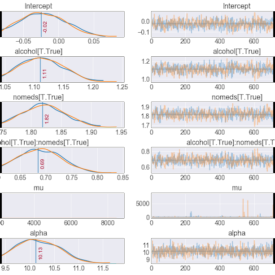 Intercept Intercept
-0.02
0.0
-0.1
-0.05 0.00 0.05 0 200 400 600
alcohol[T.True] alcohol[T.True]
1.11
1.2
1.0
1.05 1.10 1.15 1.20 1.25 0 200 400 600
nomeds[T.True] nomeds[T.True]
1.82
1.9
1.8
1.7
.75 1.80 1.85 1.90 1.95 0 200 400 600
hol[T.True]:nomeds[T.True] alcohol[T.True]:nomeds[T.T
0.69
0.8
0.6
0.65 0.70 0.75 0.80 0.85 0 200 400 600
mu mu
5000
0
4000 6000 8000 0 200 400 600
alpha alpha
10.13
11
10
9
9.5 10.0 10.5 11.0 11.5 0 200 400 600